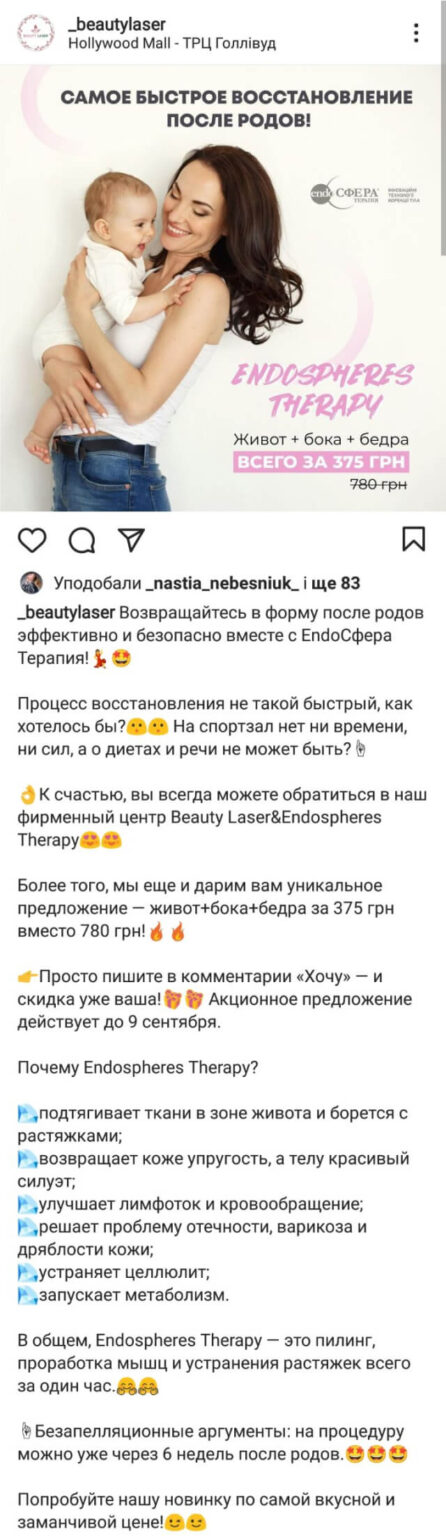 _beautylaser
Hollywood Mall - ТРЦ Голлівуд
САМОЕ БЫСТРОЕ ВОССТАНОВЛЕНИЕ
ПОСЛЕ РОДОВ!
endo СФЕРА
ТЕРАПИЯ
ENDOSPHERES
THERAPY
Живот + бока + бедра
ВСЕГО ЗА 375 ГРН
780 грн
Уподобали _nastia_nebesniuk_ і ще 83
_beautylaser Возвращайтесь в форму после родов
эффективно и безопасно вместе с EndoСфера
Терапия!💃🤩
Процесс восстановления не такой быстрый, как
хотелось бы?😯😯 На спортзал нет ни времени,
ни сил, а о диетах и речи не может быть?☝
👌К счастью, вы всегда можете обратиться в наш
фирменный центр Beauty Laser&Endospheres
Therapy😍😍
Более того, мы еще и дарим вам уникальное
предложение — живот+бока+бедра за 375 грн
вместо 780 грн!🔥🔥
👉Просто пишите в комментарии «Хочу» — и
скидка уже ваша! Акционное предложение
действует до 9 сентября.
Почему Endospheres Therapy?
подтягивает ткани в зоне живота и борется с
растяжками;
возвращает коже упругость, а телу красивый
силуэт;
улучшает лимфоток и кровообращение;
решает проблему отечности, варикоза и
дряблости кожи;
устраняет целлюлит;
запускает метаболизм.
В общем, Endospheres Therapy — это пилинг,
проработка мышц и устранения растяжек всего
за один час.🤗🤗
☝Безапелляционные аргументы: на процедуру
можно уже через 6 недель после родов.🤩🤩🤩
Попробуйте нашу новинку по самой вкусной и
заманчивой цене!😉😉